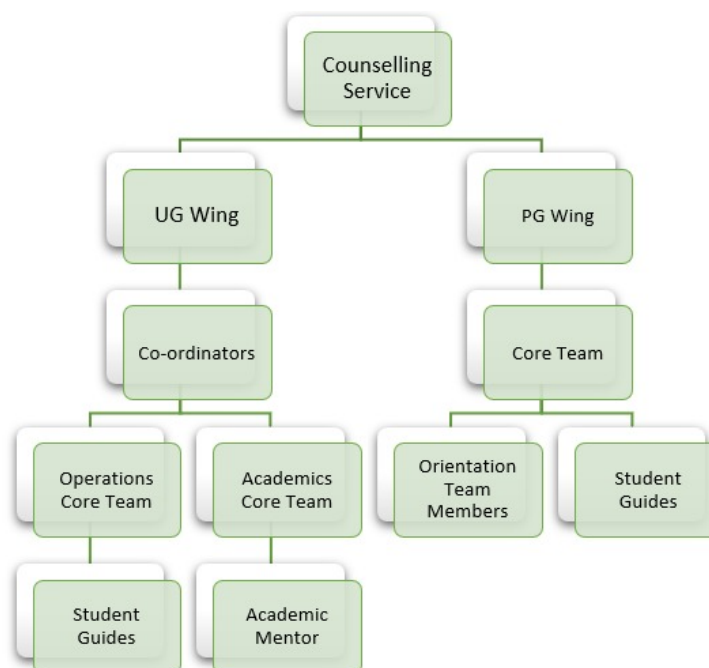 Counselling
Service
UG Wing
PG Wing
Co-ordinators
Core Team
Operations
Core Team
Academics
Core Team
Orientation
Team
Members
Student
Guides
Student
Guides
Academic
Mentor